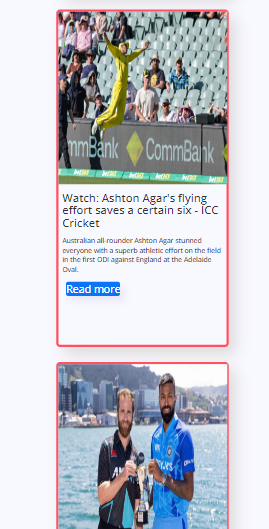 mmBank
CommBank
Watch: Ashton Agar's flying
effort saves a certain six - ICC
Cricket
Australian all-rounder Ashton Agar stunned
everyone with a superb athletic effort on the field
in the first ODI against England at the Adelaide
Oval.
Read more